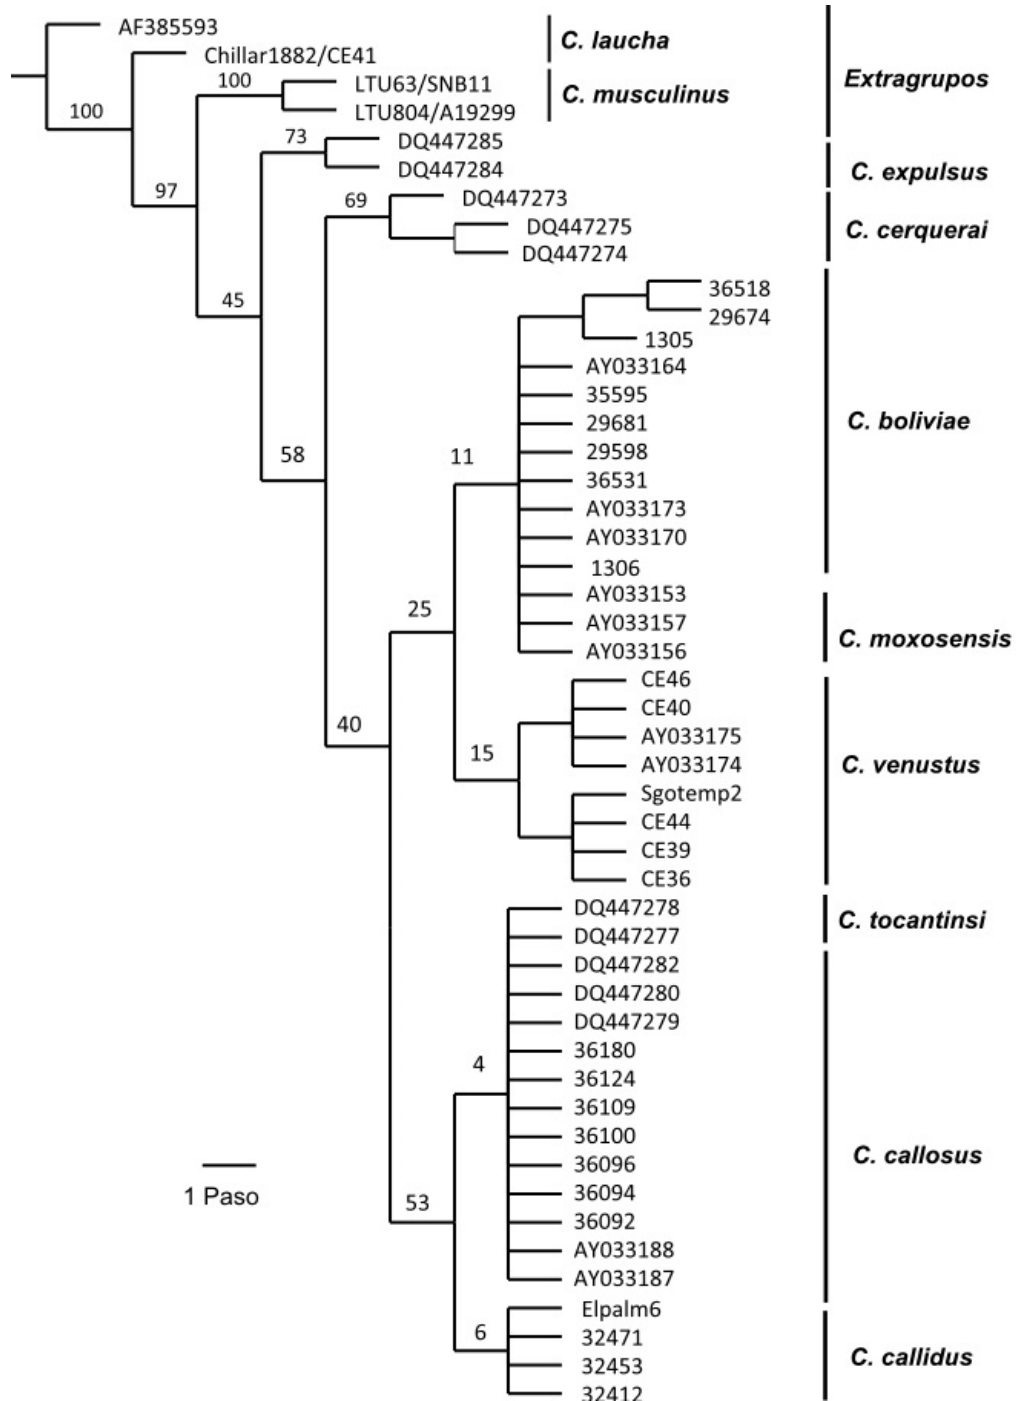 AF385593
Chillar1882/CE41
C. laucha
100
LTU63/SNB11
LTU804/A19299
C. musculinus
Extragrupos
100
73
DQ447285
DQ447284
C. expulsus
97
69
DQ447273
DQ447275
DQ447274
C. cerquerai
45
36518
29674
1305
AY033164
35595
29681
29598
36531
AY033173
AY033170
1306
C. boliviae
58
11
AY033153
AY033157
AY033156
C. moxosensis
25
CE46
CE40
AY033175
AY033174
Sgotemp2
CE44
CE39
CE36
C. venustus
40
15
DQ447278
DQ447277
C. tocantinsi
DQ447282
DQ447280
DQ447279
36180
36124
36109
36100
36096
36094
36092
AY033188
AY033187
C. callosus
4
1 Paso
53
Elpalm6
32471
32453
32412
C. callidus
6